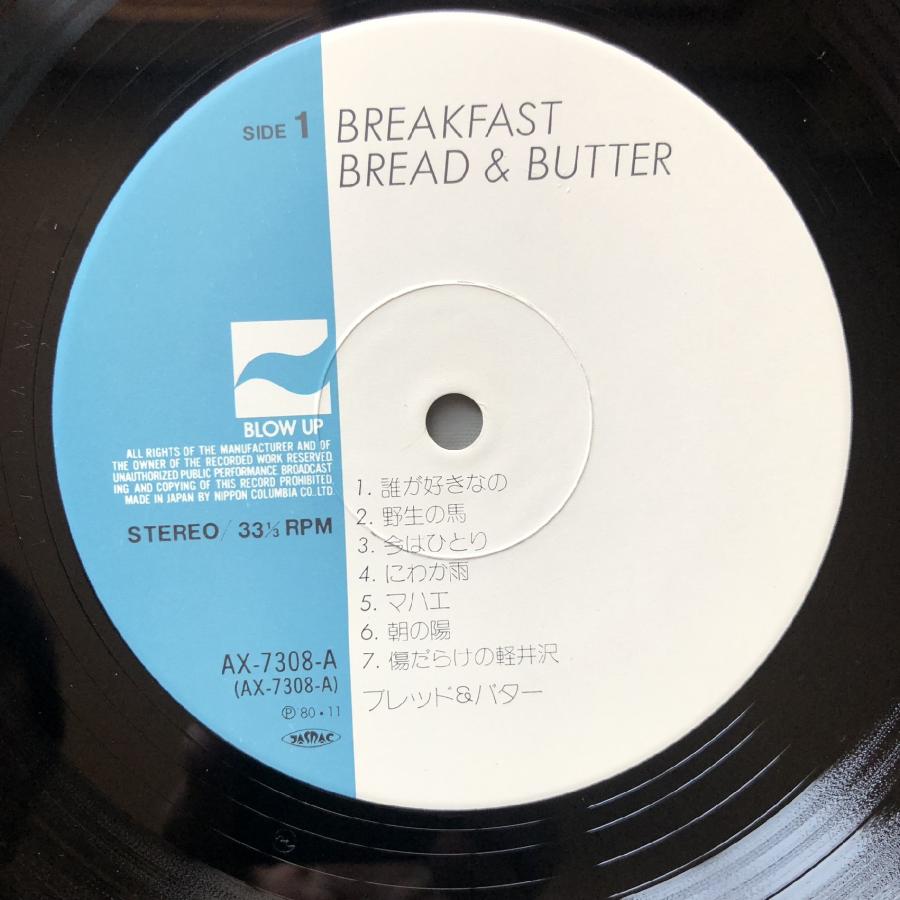 SIDE 1
BREAKFAST
BREAD & BUTTER
BLOW UP
ALL RIGHTS OF THE MANUFACTURER AND OF
THE OWNER OF THE RECORDED WORK RESERVED.
UNAUTHORIZED PUBLIC PERFORMANCE BROADCAST
ING AND COPYING OF THIS RECORD PROHIBITED
MADE IN JAPAN BY NIPPON COLUMBIA CO. LTD.
STEREO/ 33⅓ RPM
1. 誰が好きなの
2. 野生の馬
3. 今はひとり
4. にわか雨
5. マハエ
6. 朝の陽
7. 傷だらけの軽井沢
ブレッド&バター
AX-7308-A
(AX-7308-A)
Ⓟ'80・11
JASRAC